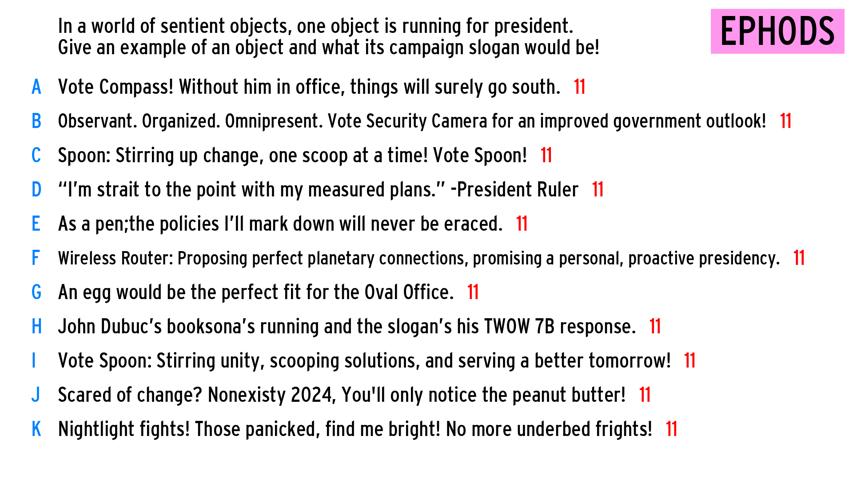 In a world of sentient objects, one object is running for president.
Give an example of an object and what its campaign slogan would be!
EPHODS
A Vote Compass! Without him in office, things will surely go south. 11
B Observant. Organized. Omnipresent. Vote Security Camera for an improved government outlook! 11
C Spoon: Stirring up change, one scoop at a time! Vote Spoon! 11
D “I’m strait to the point with my measured plans.” -President Ruler 11
E As a pen;the policies I’ll mark down will never be eraced. 11
F Wireless Router: Proposing perfect planetary connections, promising a personal, proactive presidency. 11
G An egg would be the perfect fit for the Oval Office. 11
H John Dubuc’s booksona’s running and the slogan’s his TWOW 7B response. 11
I Vote Spoon: Stirring unity, scooping solutions, and serving a better tomorrow! 11
J Scared of change? Nonexisty 2024, You'll only notice the peanut butter! 11
K Nightlight fights! Those panicked, find me bright! No more underbed frights! 11